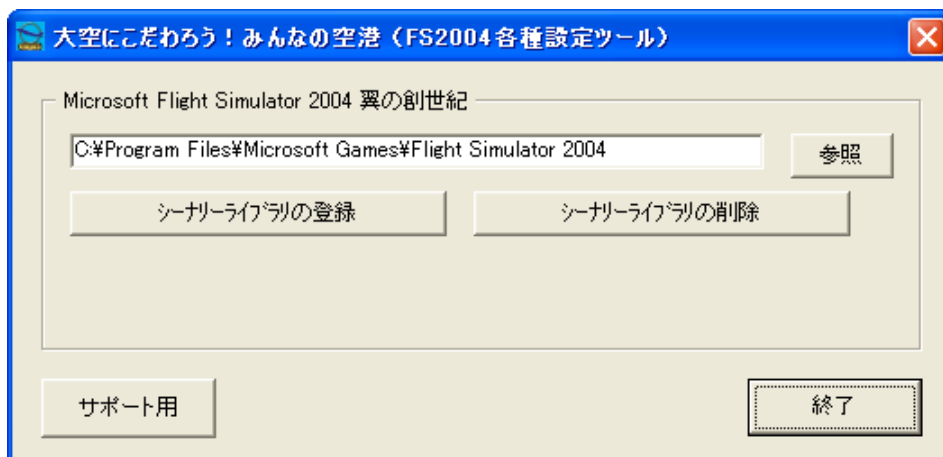 大空にこだわろう！みんなの空港（FS2004各種設定ツール）
Microsoft Flight Simulator 2004 翼の創世紀
C:¥Program Files¥Microsoft Games¥Flight Simulator 2004
参照
ｼｰﾅﾘｰﾗｲﾌﾞﾗﾘの登録
ｼｰﾅﾘｰﾗｲﾌﾞﾗﾘの削除
サポート用
終了